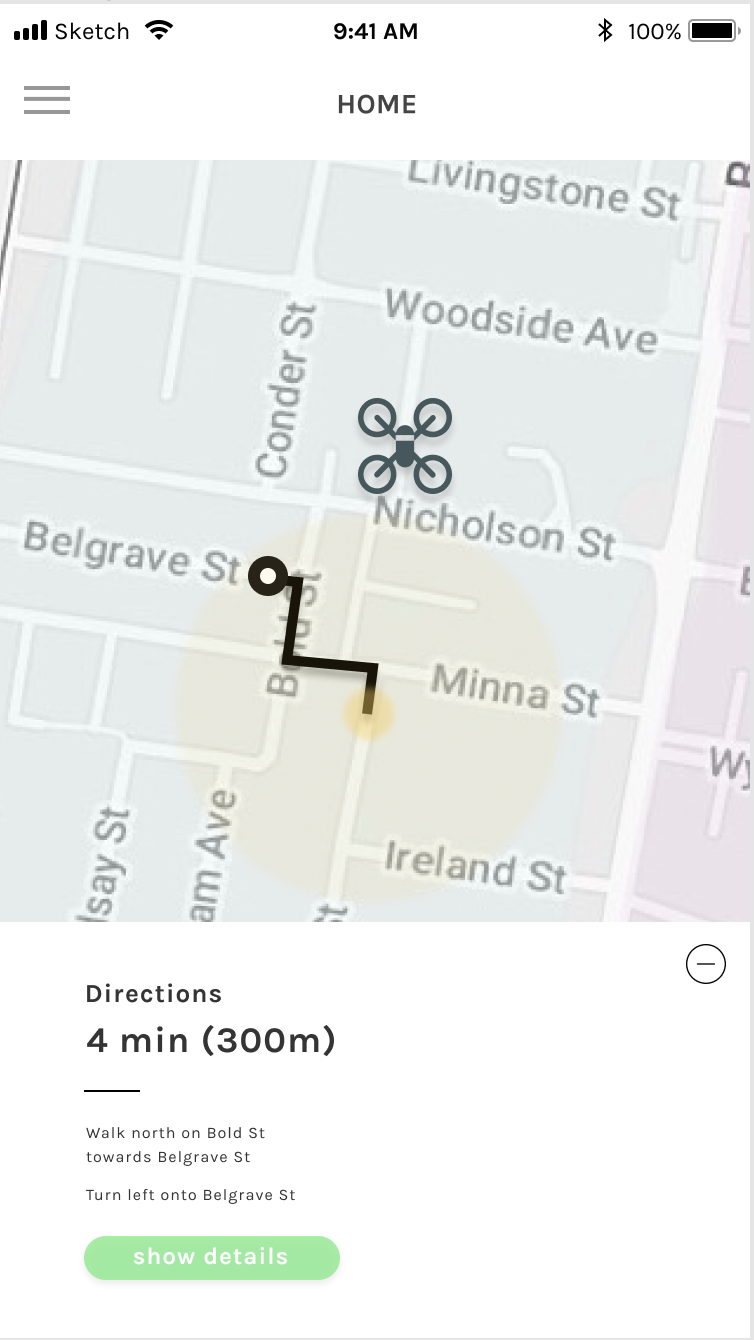 Sketch 9:41 AM 100%
HOME
Livingstone St
Woodside Ave
Conder St
Nicholson St
Belgrave St
Bold St
Minna St
Ireland St
St
Directions
4 min (300m)
Walk north on Bold St
towards Belgrave St
Turn left onto Belgrave St
show details